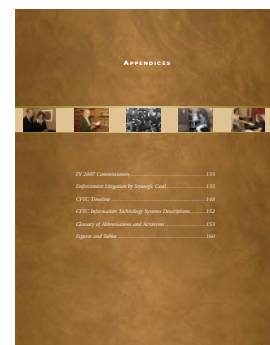 APPENDICES
FY 2007 Commissioners 133
Enforcement Litigation by Strategic Goal 135
CFTC Timeline 148
CFTC Information Technology Systems Descriptions 152
Glossary of Abbreviations and Acronyms 153
Figures and Tables 160